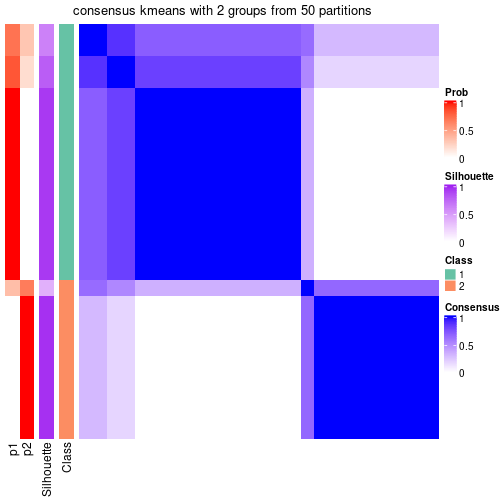 consensus kmeans with 2 groups from 50 partitions
Prob
1
0.5
0
Silhouette
1
0.5
0
Class
1
2
Consensus
1
0.5
0
p1
p2
Silhouette
Class